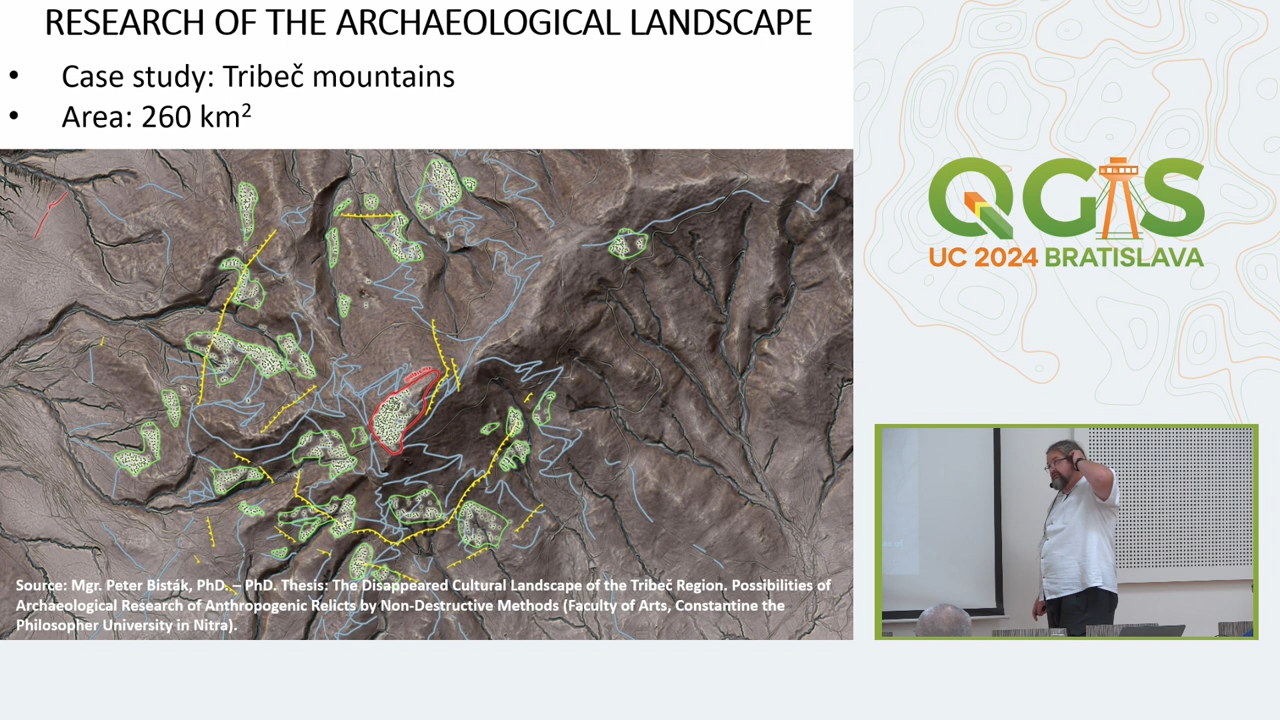 RESEARCH OF THE ARCHAEOLOGICAL LANDSCAPE
• Case study: Tribeč mountains
• Area: 260 km²
Source: Mgr. Peter Bisták, PhD. – PhD. Thesis: The Disappeared Cultural Landscape of the Tribeč Region. Possibilities of
Archaeological Research of Anthropogenic Relicts by Non-Destructive Methods (Faculty of Arts, Constantine the
Philosopher University in Nitra).
QGIS
UC 2024 BRATISLAVA